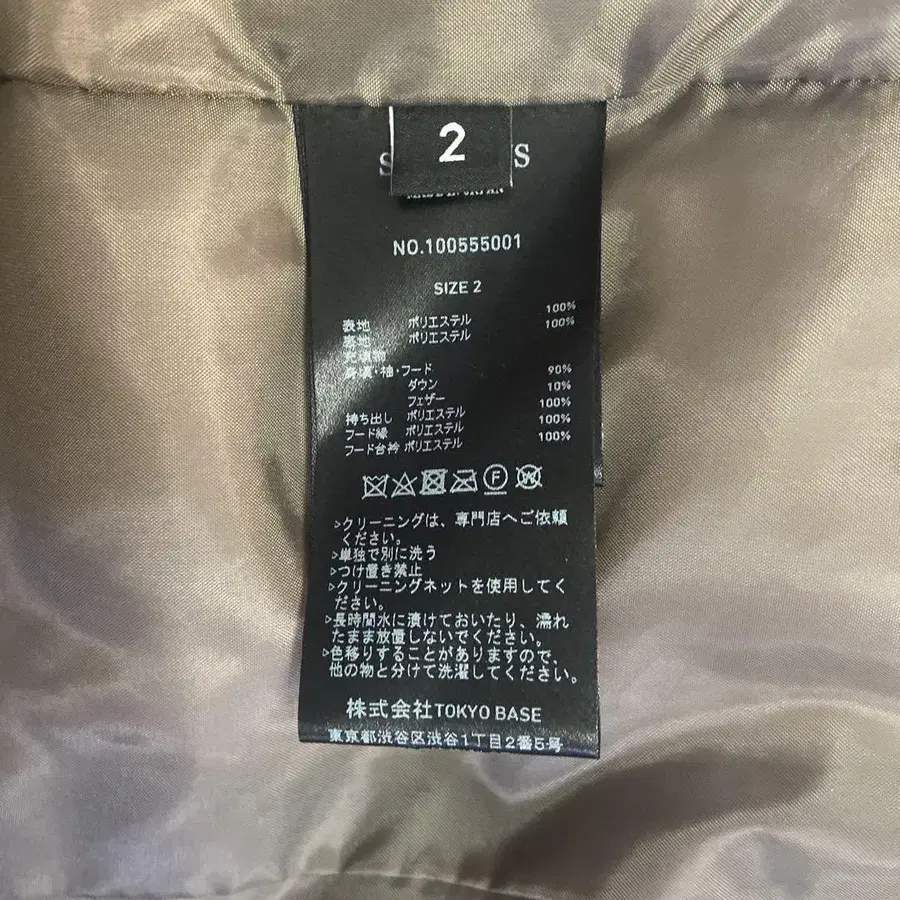 2
S S
NO.100555001
SIZE 2
表地 ポリエステル 100%
裏地 ポリエステル 100%
充填物
身頃・袖・フード
ダウン 90%
フェザー 10%
持ち出し ポリエステル 100%
フード縁 ポリエステル 100%
フード台衿 ポリエステル 100%
F W
▷クリーニングは、専門店へご依頼
ください。
▷単独で別に洗う
▷つけ置き禁止
▷クリーニングネットを使用してく
ださい。
▷長時間水に漬けておいたり、濡れ
たまま放置しないでください。
▷色移りすることがありますので、
他の物と分けて洗濯してください。
株式会社TOKYO BASE
東京都渋谷区渋谷1丁目2番5号